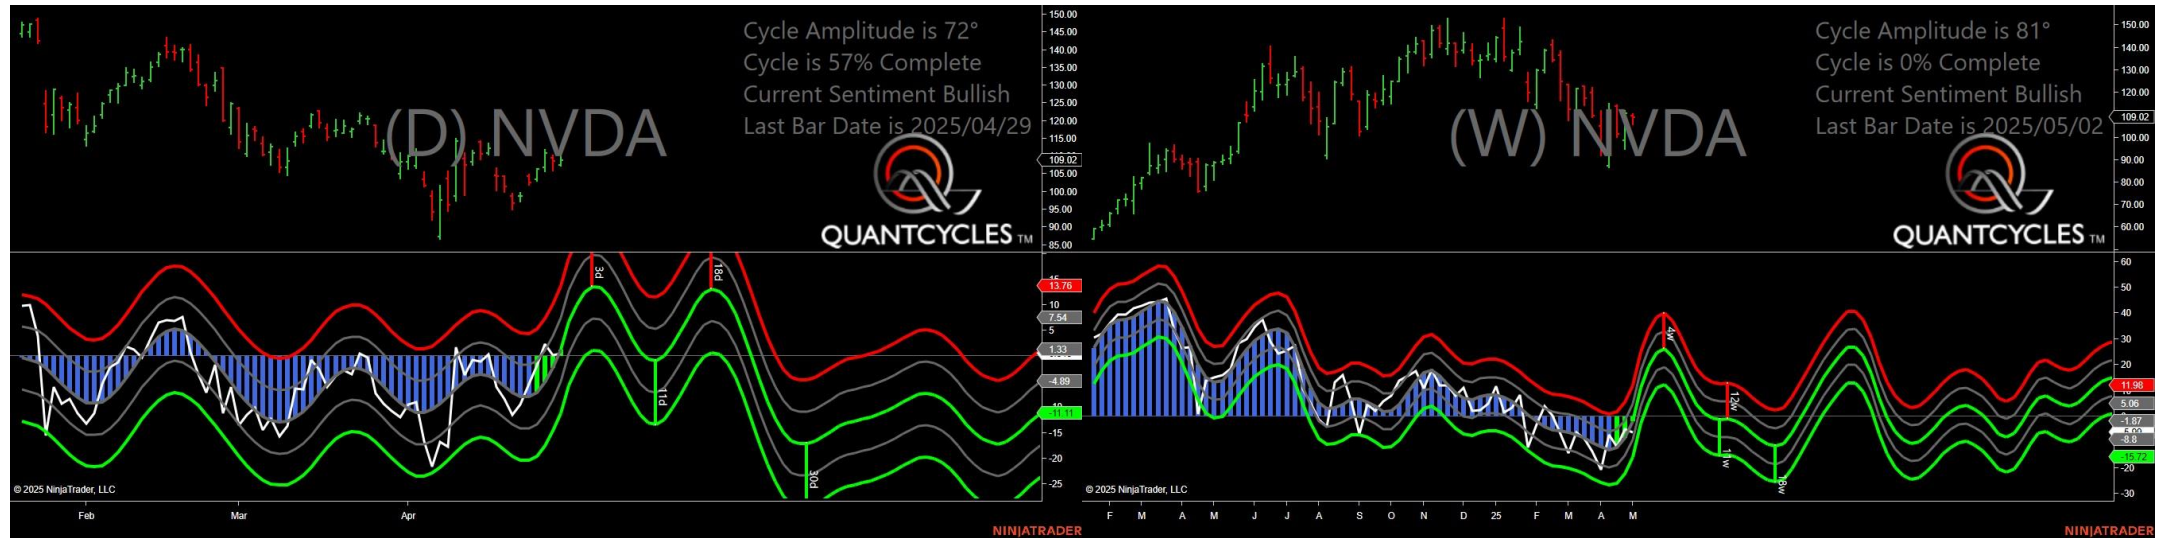 Cycle Amplitude is 72°
Cycle is 57% Complete
Current Sentiment Bullish
Last Bar Date is 2025/04/29
(D) NVDA
QUANTCYCLES TM
150.00
145.00
140.00
135.00
130.00
125.00
120.00
115.00
109.02
105.00
100.00
95.00
90.00
85.00
3d
18d
11d
30d
13.76
10
7.54
5
1.33
-4.89
-11.11
-15
-20
-25
© 2025 NinjaTrader, LLC
Feb
Mar
Apr
NINJATRADER
Cycle Amplitude is 81°
Cycle is 0% Complete
Current Sentiment Bullish
Last Bar Date is 2025/05/02
(W) NVDA
QUANTCYCLES TM
150.00
140.00
130.00
120.00
109.02
100.00
90.00
80.00
70.00
60.00
4w
12w
11w
18w
60
50
40
30
20
11.98
5.06
-1.87
-8.8
-15.72
-20
-30
© 2025 NinjaTrader, LLC
F M A M J J A S O N D 25 F M A M
NINJATRADER